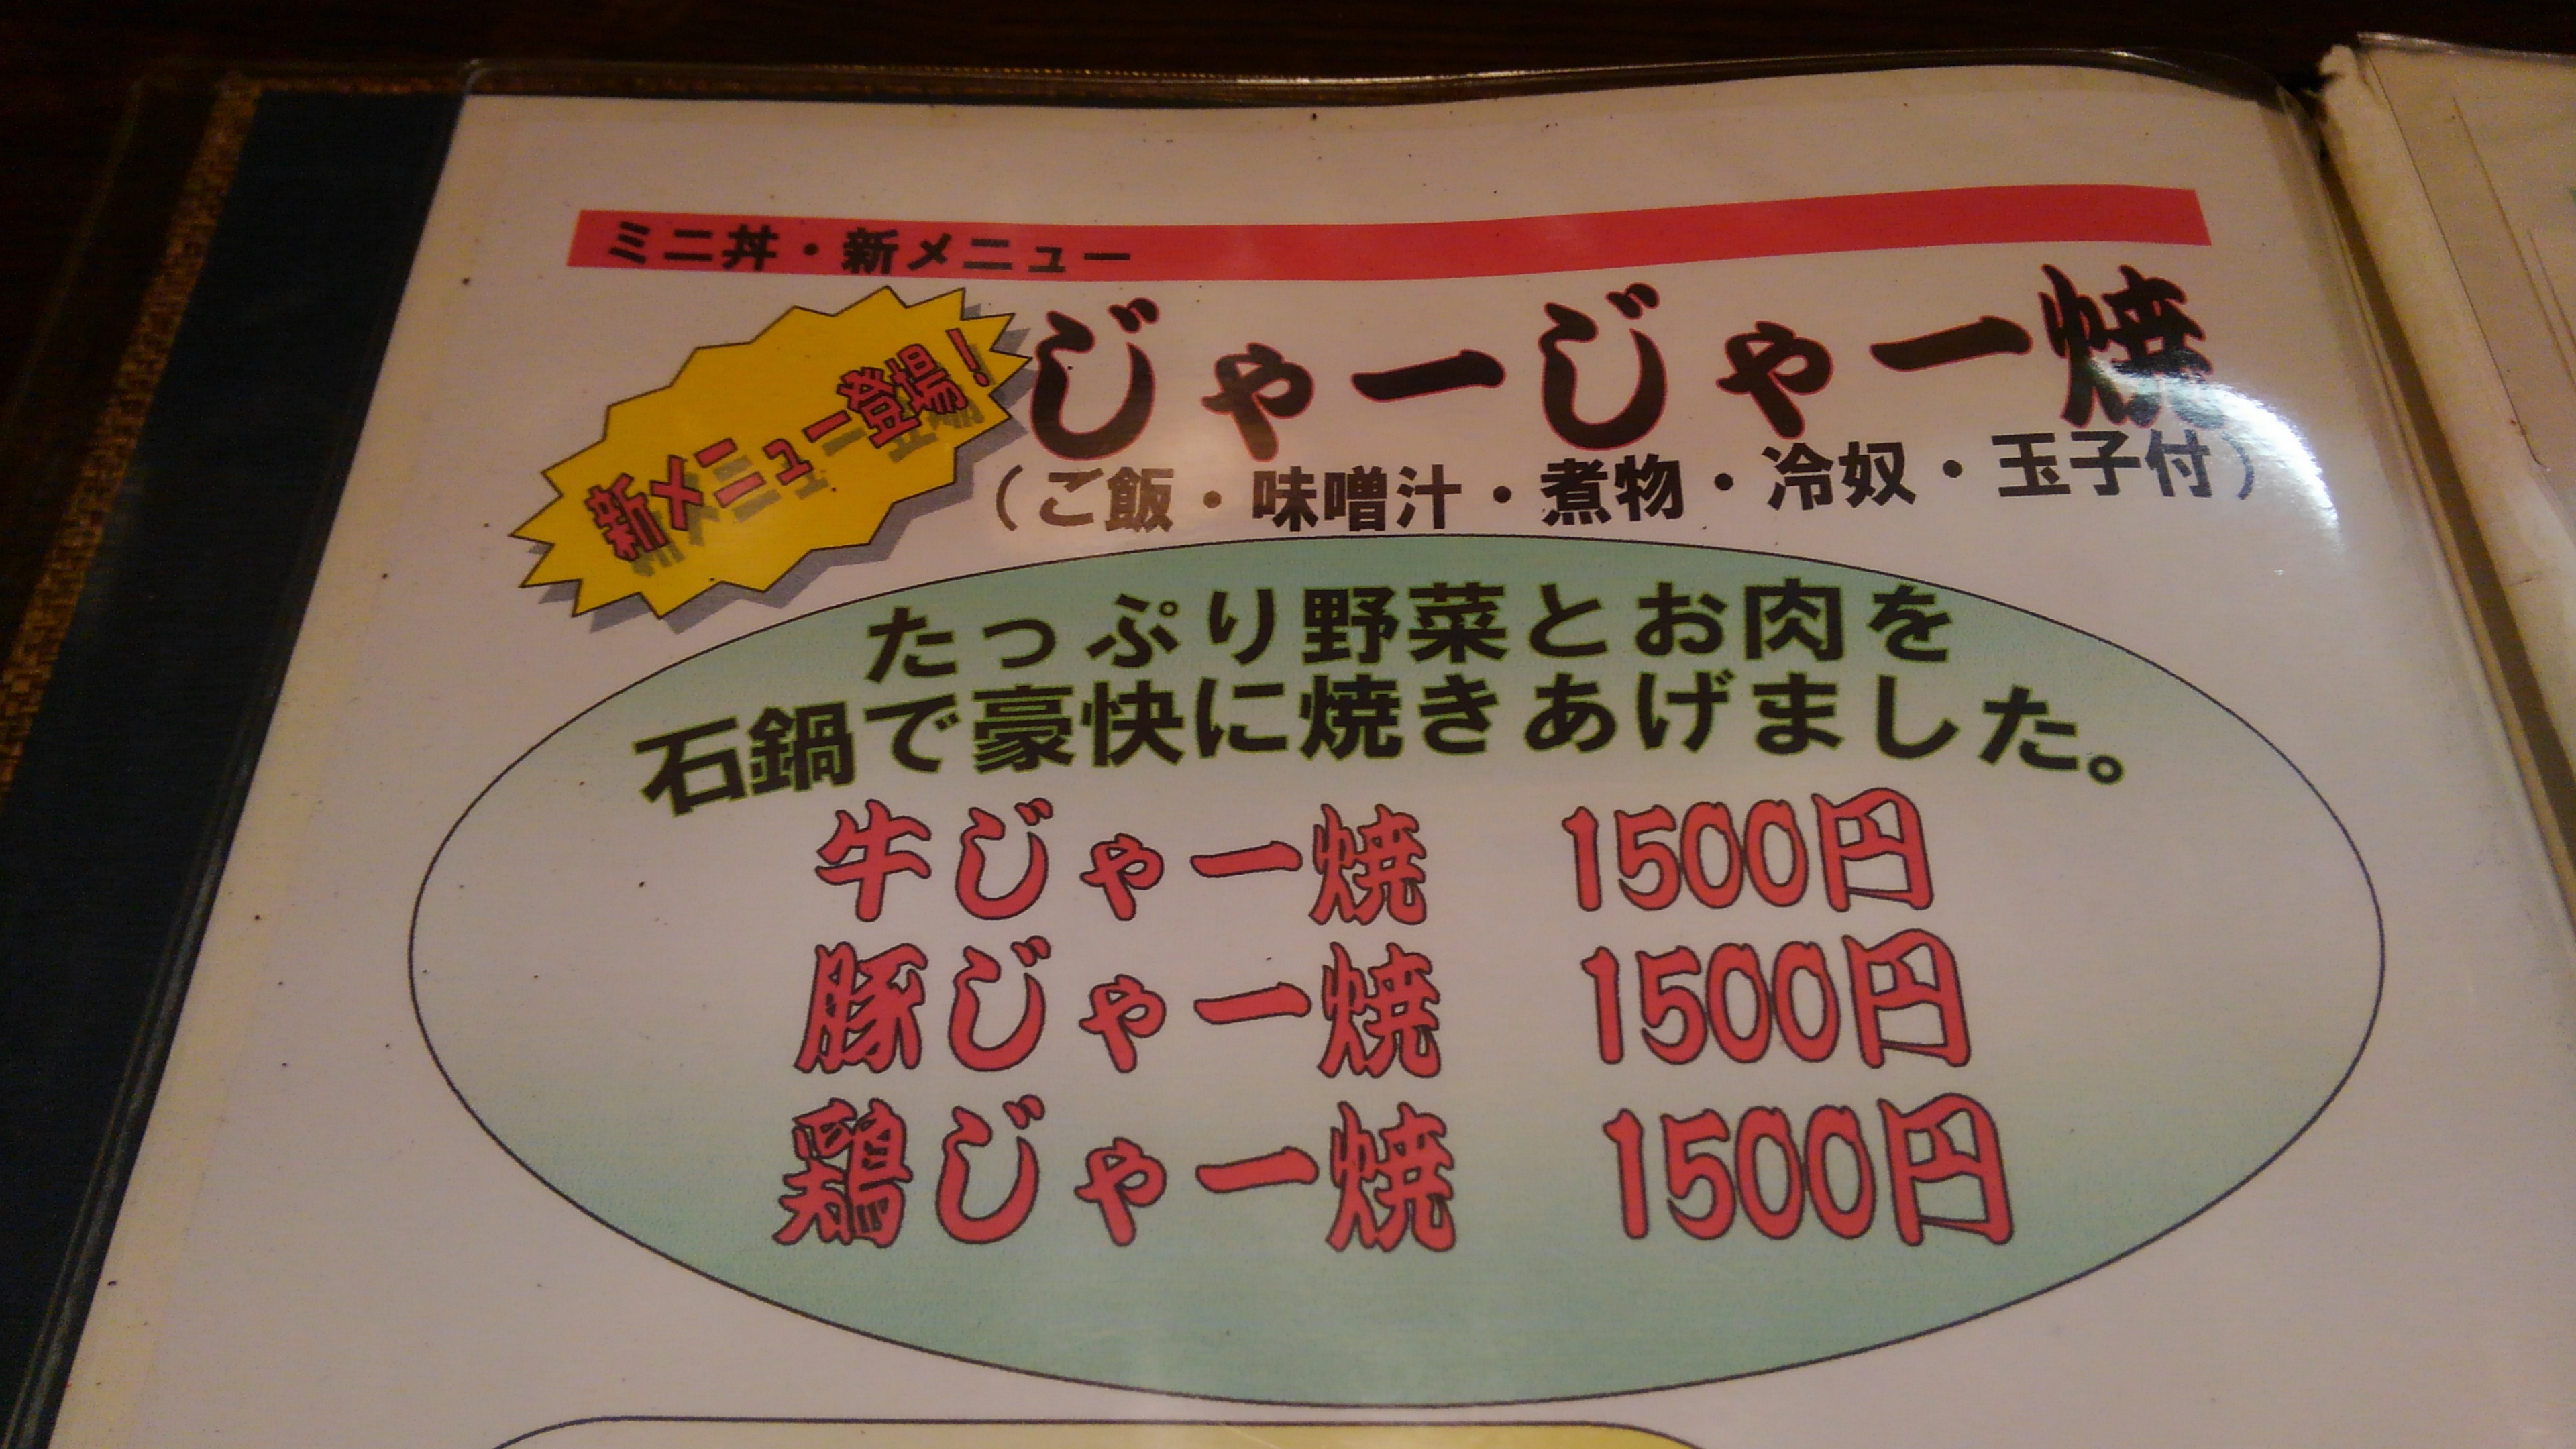 ミニ丼・新メニュー
新メニュー登場!
じゃーじゃー焼
（ご飯・味噌汁・煮物・冷奴・玉子付）
たっぷり野菜とお肉を
石鍋で豪快に焼きあげました。
牛じゃー焼　1500円
豚じゃー焼　1500円
鶏じゃー焼　1500円